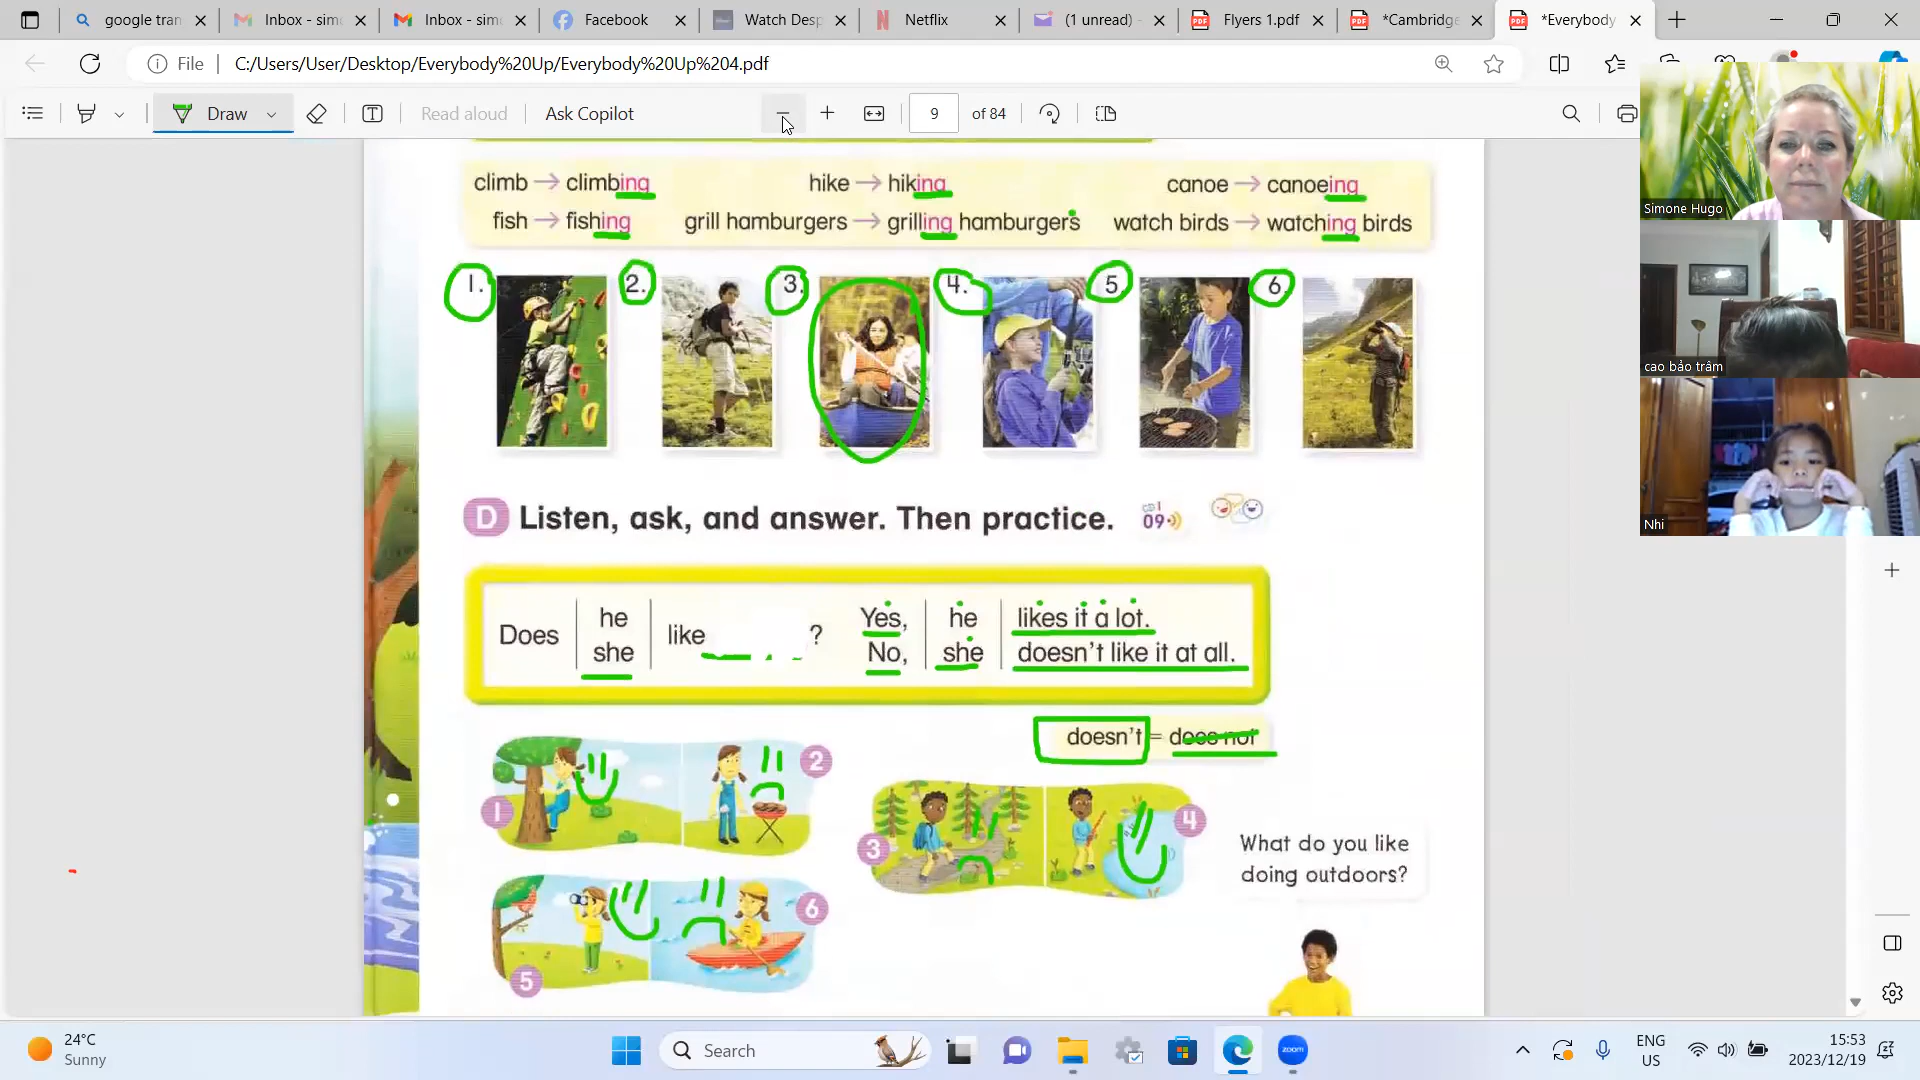 google tran
Inbox - simo
Inbox - simo
Facebook
Watch Desp
Netflix
(1 unread) -
Flyers 1.pdf
*Cambridge
*Everybody
File
C:/Users/User/Desktop/Everybody%20Up/Everybody%20Up%204.pdf
Draw
Read aloud
Ask Copilot
9
of 84
climb → climbing
hike → hiking
canoe → canoeing
fish → fishing
grill hamburgers → grilling hamburgers
watch birds → watching birds
1.
2.
3.
4.
5.
6.
D Listen, ask, and answer. Then practice.
CD1
09
Does he she like ?
Yes, he likes it a lot.
No, she doesn't like it at all.
doesn't = does not
1
2
3
4
5
6
What do you like
doing outdoors?
Simone Hugo
cao bảo trâm
Nhi
24°C
Sunny
Search
zoom
ENG
US
15:53
2023/12/19